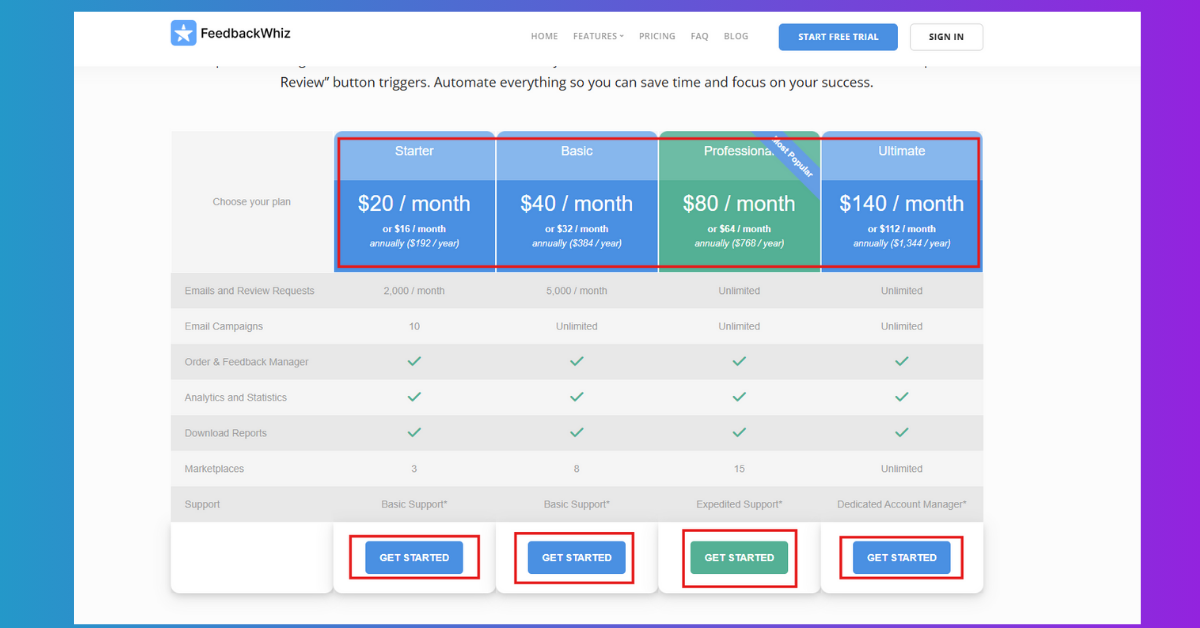 FeedbackWhiz
HOME FEATURES PRICING FAQ BLOG START FREE TRIAL SIGN IN
Review” button triggers. Automate everything so you can save time and focus on your success.
Choose your plan
Starter Basic Professional Ultimate
Most Popular
$20 / month $40 / month $80 / month $140 / month
or $16 / month or $32 / month or $64 / month or $112 / month
annually ($192 / year) annually ($384 / year) annually ($768 / year) annually ($1,344 / year)
Emails and Review Requests 2,000 / month 5,000 / month Unlimited Unlimited
Email Campaigns 10 Unlimited Unlimited Unlimited
Order & Feedback Manager
Analytics and Statistics
Download Reports
Marketplaces 3 8 15 Unlimited
Support Basic Support* Basic Support* Expedited Support* Dedicated Account Manager*
GET STARTED GET STARTED GET STARTED GET STARTED